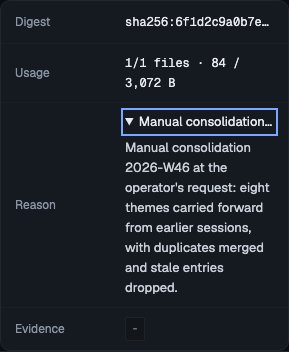 Digest
sha256:6f1d2c9a0b7e…
Usage
1/1 files · 84 /
3,072 B
▼ Manual consolidation…
Manual consolidation
2026-W46 at the
operator's request: eight
themes carried forward
from earlier sessions,
with duplicates merged
and stale entries
dropped.
Reason
Evidence
-